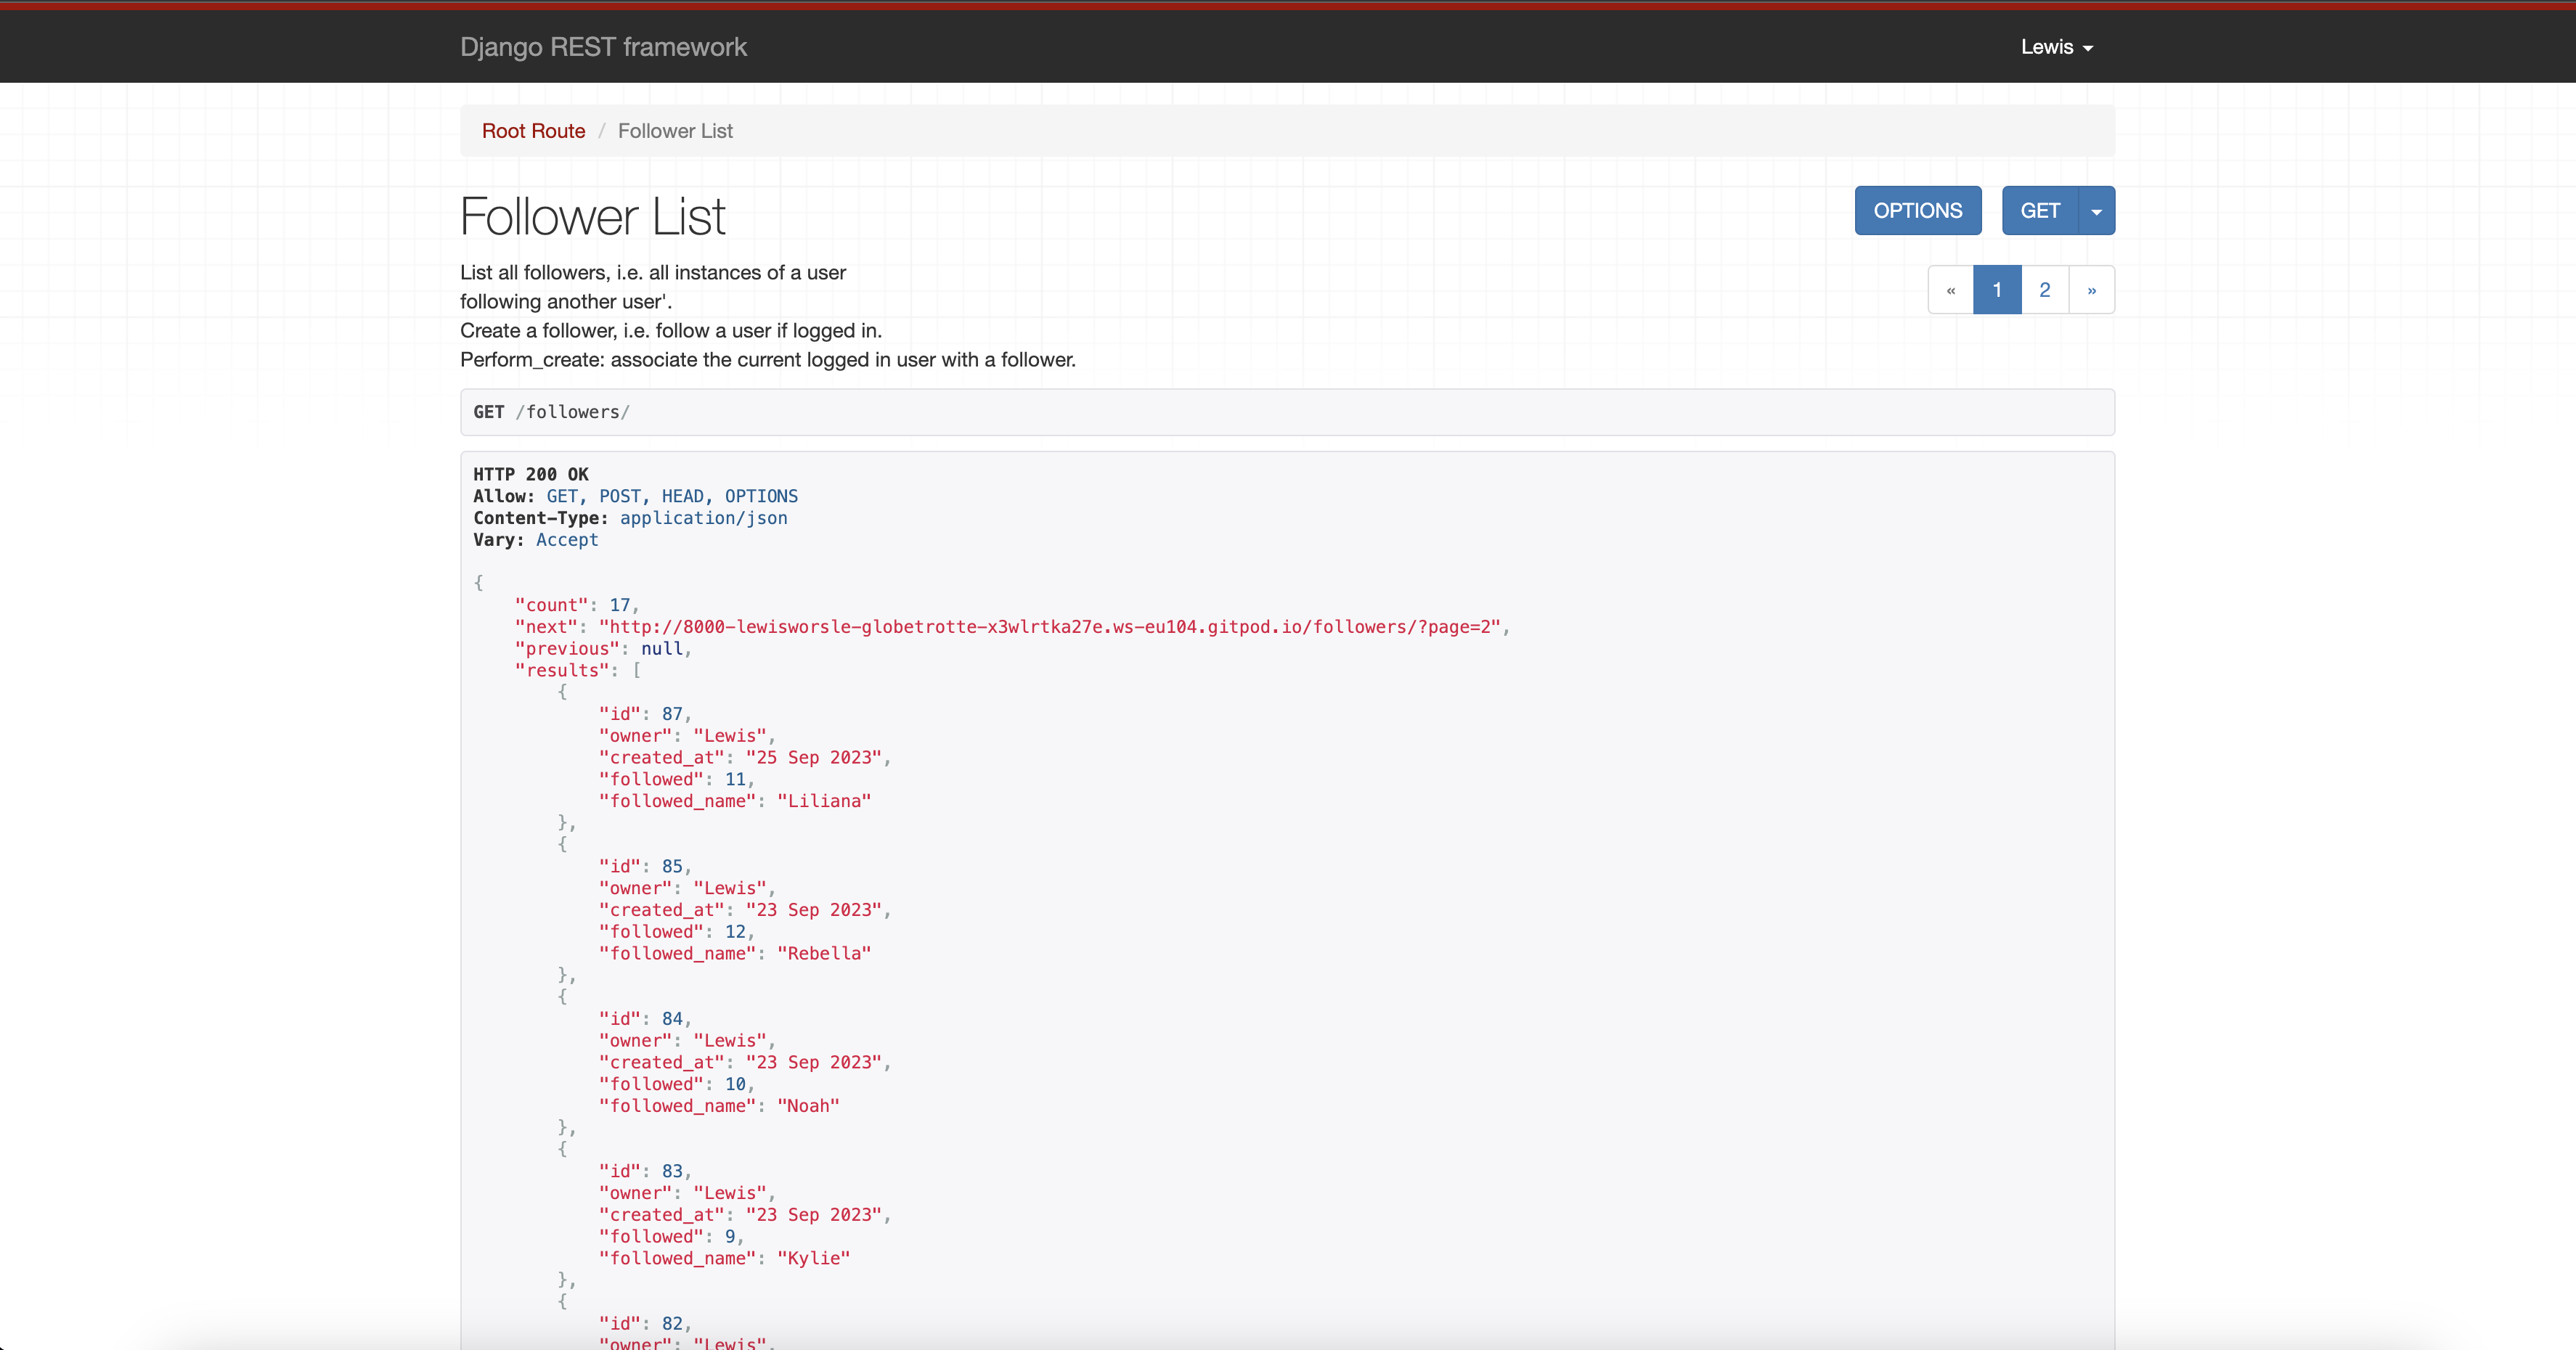 Django REST framework
Lewis
Root Route / Follower List
Follower List
OPTIONS
GET
List all followers, i.e. all instances of a user
following another user'.
Create a follower, i.e. follow a user if logged in.
Perform_create: associate the current logged in user with a follower.
« 1 2 »
GET /followers/
HTTP 200 OK
Allow: GET, POST, HEAD, OPTIONS
Content-Type: application/json
Vary: Accept
{
    "count": 17,
    "next": "http://8000-lewisworsle-globetrotte-x3wlrtka27e.ws-eu104.gitpod.io/followers/?page=2",
    "previous": null,
    "results": [
        {
            "id": 87,
            "owner": "Lewis",
            "created_at": "25 Sep 2023",
            "followed": 11,
            "followed_name": "Liliana"
        },
        {
            "id": 85,
            "owner": "Lewis",
            "created_at": "23 Sep 2023",
            "followed": 12,
            "followed_name": "Rebella"
        },
        {
            "id": 84,
            "owner": "Lewis",
            "created_at": "23 Sep 2023",
            "followed": 10,
            "followed_name": "Noah"
        },
        {
            "id": 83,
            "owner": "Lewis",
            "created_at": "23 Sep 2023",
            "followed": 9,
            "followed_name": "Kylie"
        },
        {
            "id": 82,
            "owner": "Lewis",